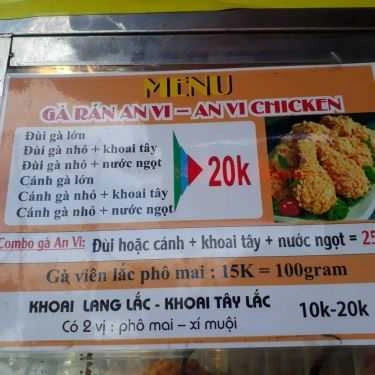 MENU
GÀ RÁN AN VI – AN VI CHICKEN
Đùi gà lớn
Đùi gà nhỏ + khoai tây
Đùi gà nhỏ + nước ngọt
Cánh gà lớn
Cánh gà nhỏ + khoai tây
Cánh gà nhỏ + nước ngọt
20k
Combo gà An Vi: Đùi hoặc cánh + khoai tây + nước ngọt = 25
Gà viên lắc phô mai : 15K = 100gram
KHOAI LANG LẮC - KHOAI TÂY LẮC 10k-20k
Có 2 vị : phô mai – xí muội